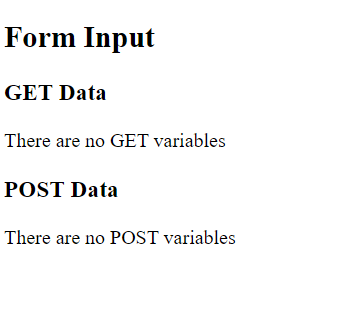 Form Input
GET Data
There are no GET variables
POST Data
There are no POST variables